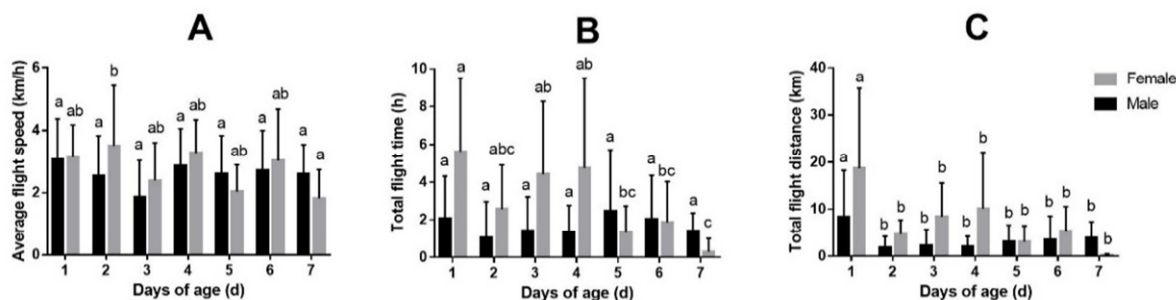 A
Average flight speed (km/h)
6
4
2
0
a ab a b a ab a ab a ab a ab a a
1 2 3 4 5 6 7
Days of age (d)
B
Total flight time (h)
10
8
6
4
2
0
a a a abc a ab a ab a bc a bc a c
1 2 3 4 5 6 7
Days of age (d)
C
Total flight distance (km)
40
30
20
10
0
a a b b b b b b b b b b b b
1 2 3 4 5 6 7
Days of age (d)
Female
Male